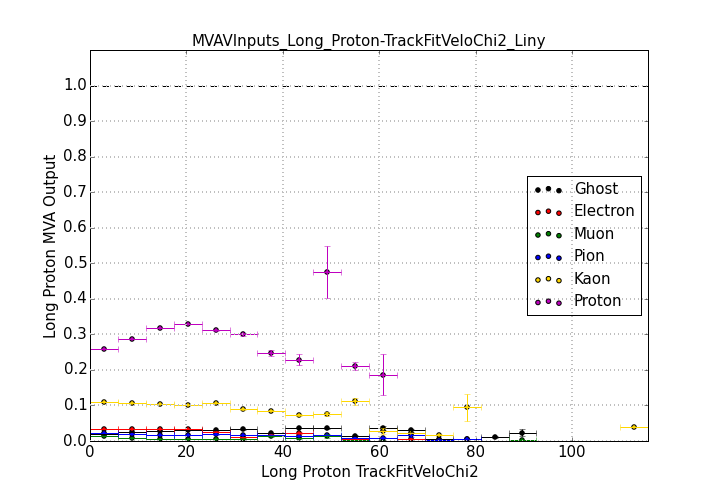 MVAVInputs_Long_Proton-TrackFitVeloChi2_Liny
Long Proton MVA Output
1.0
0.9
0.8
0.7
0.6
0.5
0.4
0.3
0.2
0.1
0.0
Ghost
Electron
Muon
Pion
Kaon
Proton
0 20 40 60 80 100
Long Proton TrackFitVeloChi2